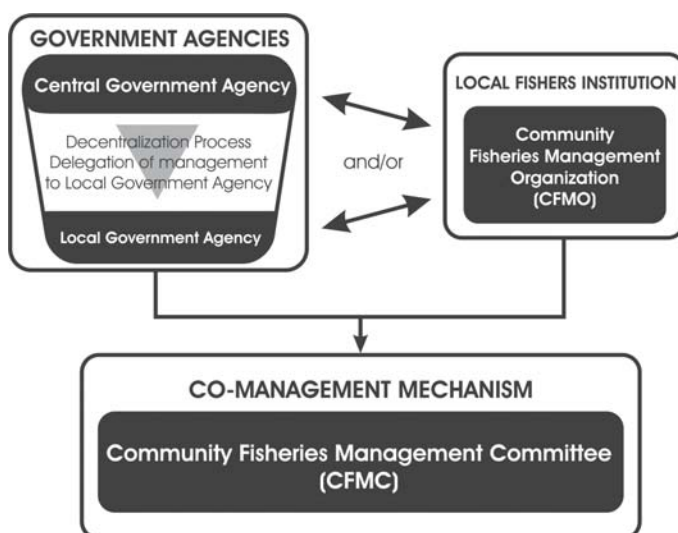 GOVERNMENT AGENCIES
Central Government Agency
Decentralization Process
Delegation of management
to Local Government Agency
Local Government Agency
and/or
LOCAL FISHERS INSTITUTION
Community
Fisheries Management
Organization
(CFMO)
CO-MANAGEMENT MECHANISM
Community Fisheries Management Committee
(CFMC)